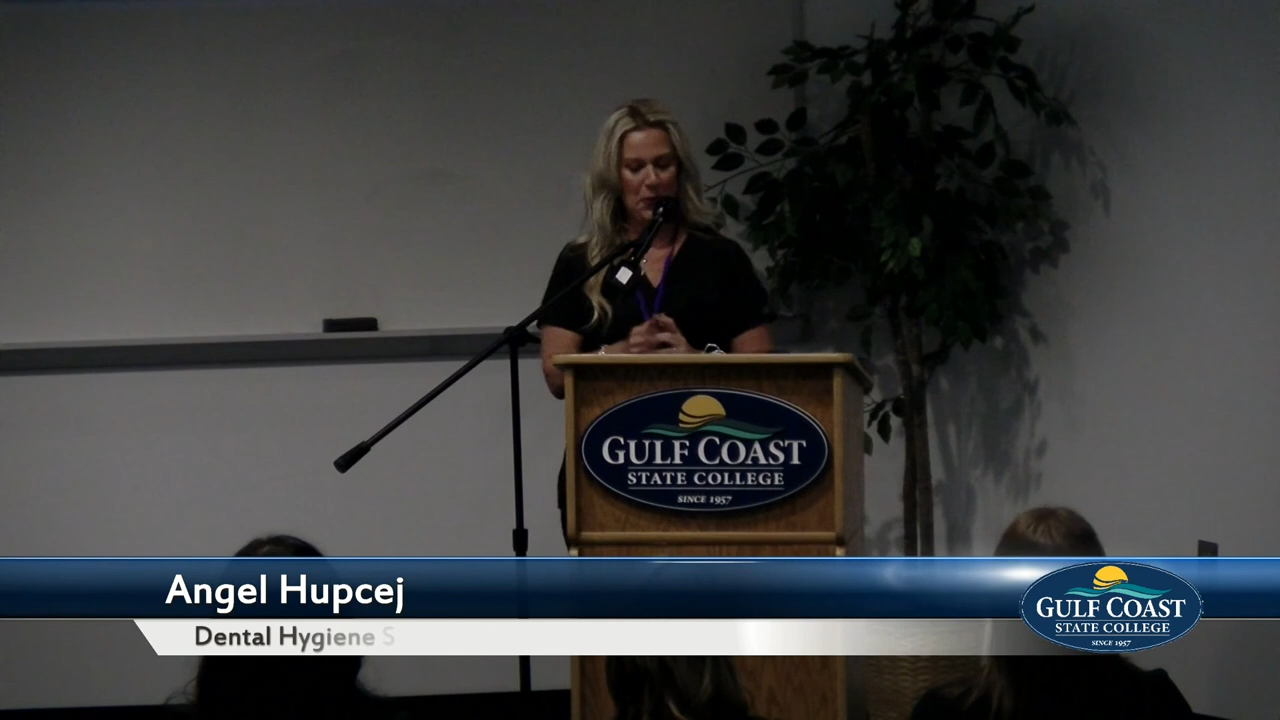 GULF COAST
STATE COLLEGE
SINCE 1957
Angel Hupcej
Dental Hygiene S
GULF COAST
STATE COLLEGE
SINCE 1957